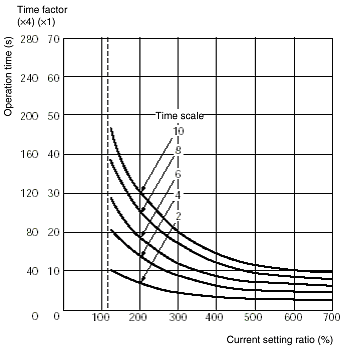 Time factor
(×4) (×1)
Operation time (s)
280 70
240 60
200 50
160 40
120 30
80 20
40 10
0 0
Time scale
10
8
6
4
2
100 200 300 400 500 600 700
Current setting ratio (%)